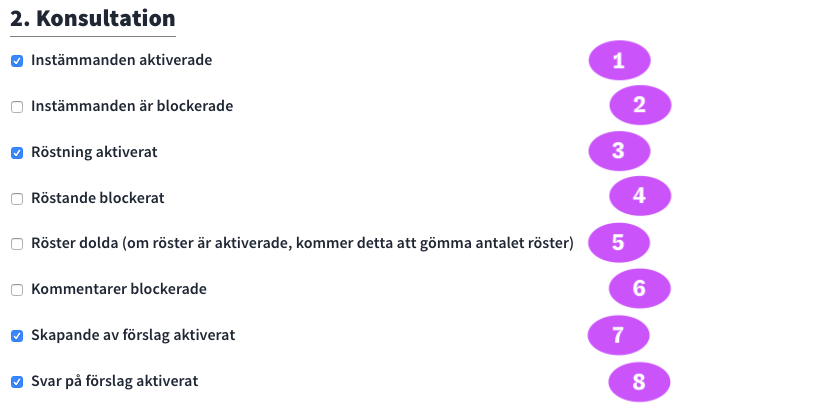 2. Konsultation
Instämmanden aktiverade 1
Instämmanden är blockerade 2
Röstning aktiverat 3
Röstande blockerat 4
Röster dolda (om röster är aktiverade, kommer detta att gömma antalet röster) 5
Kommentarer blockerade 6
Skapande av förslag aktiverat 7
Svar på förslag aktiverat 8